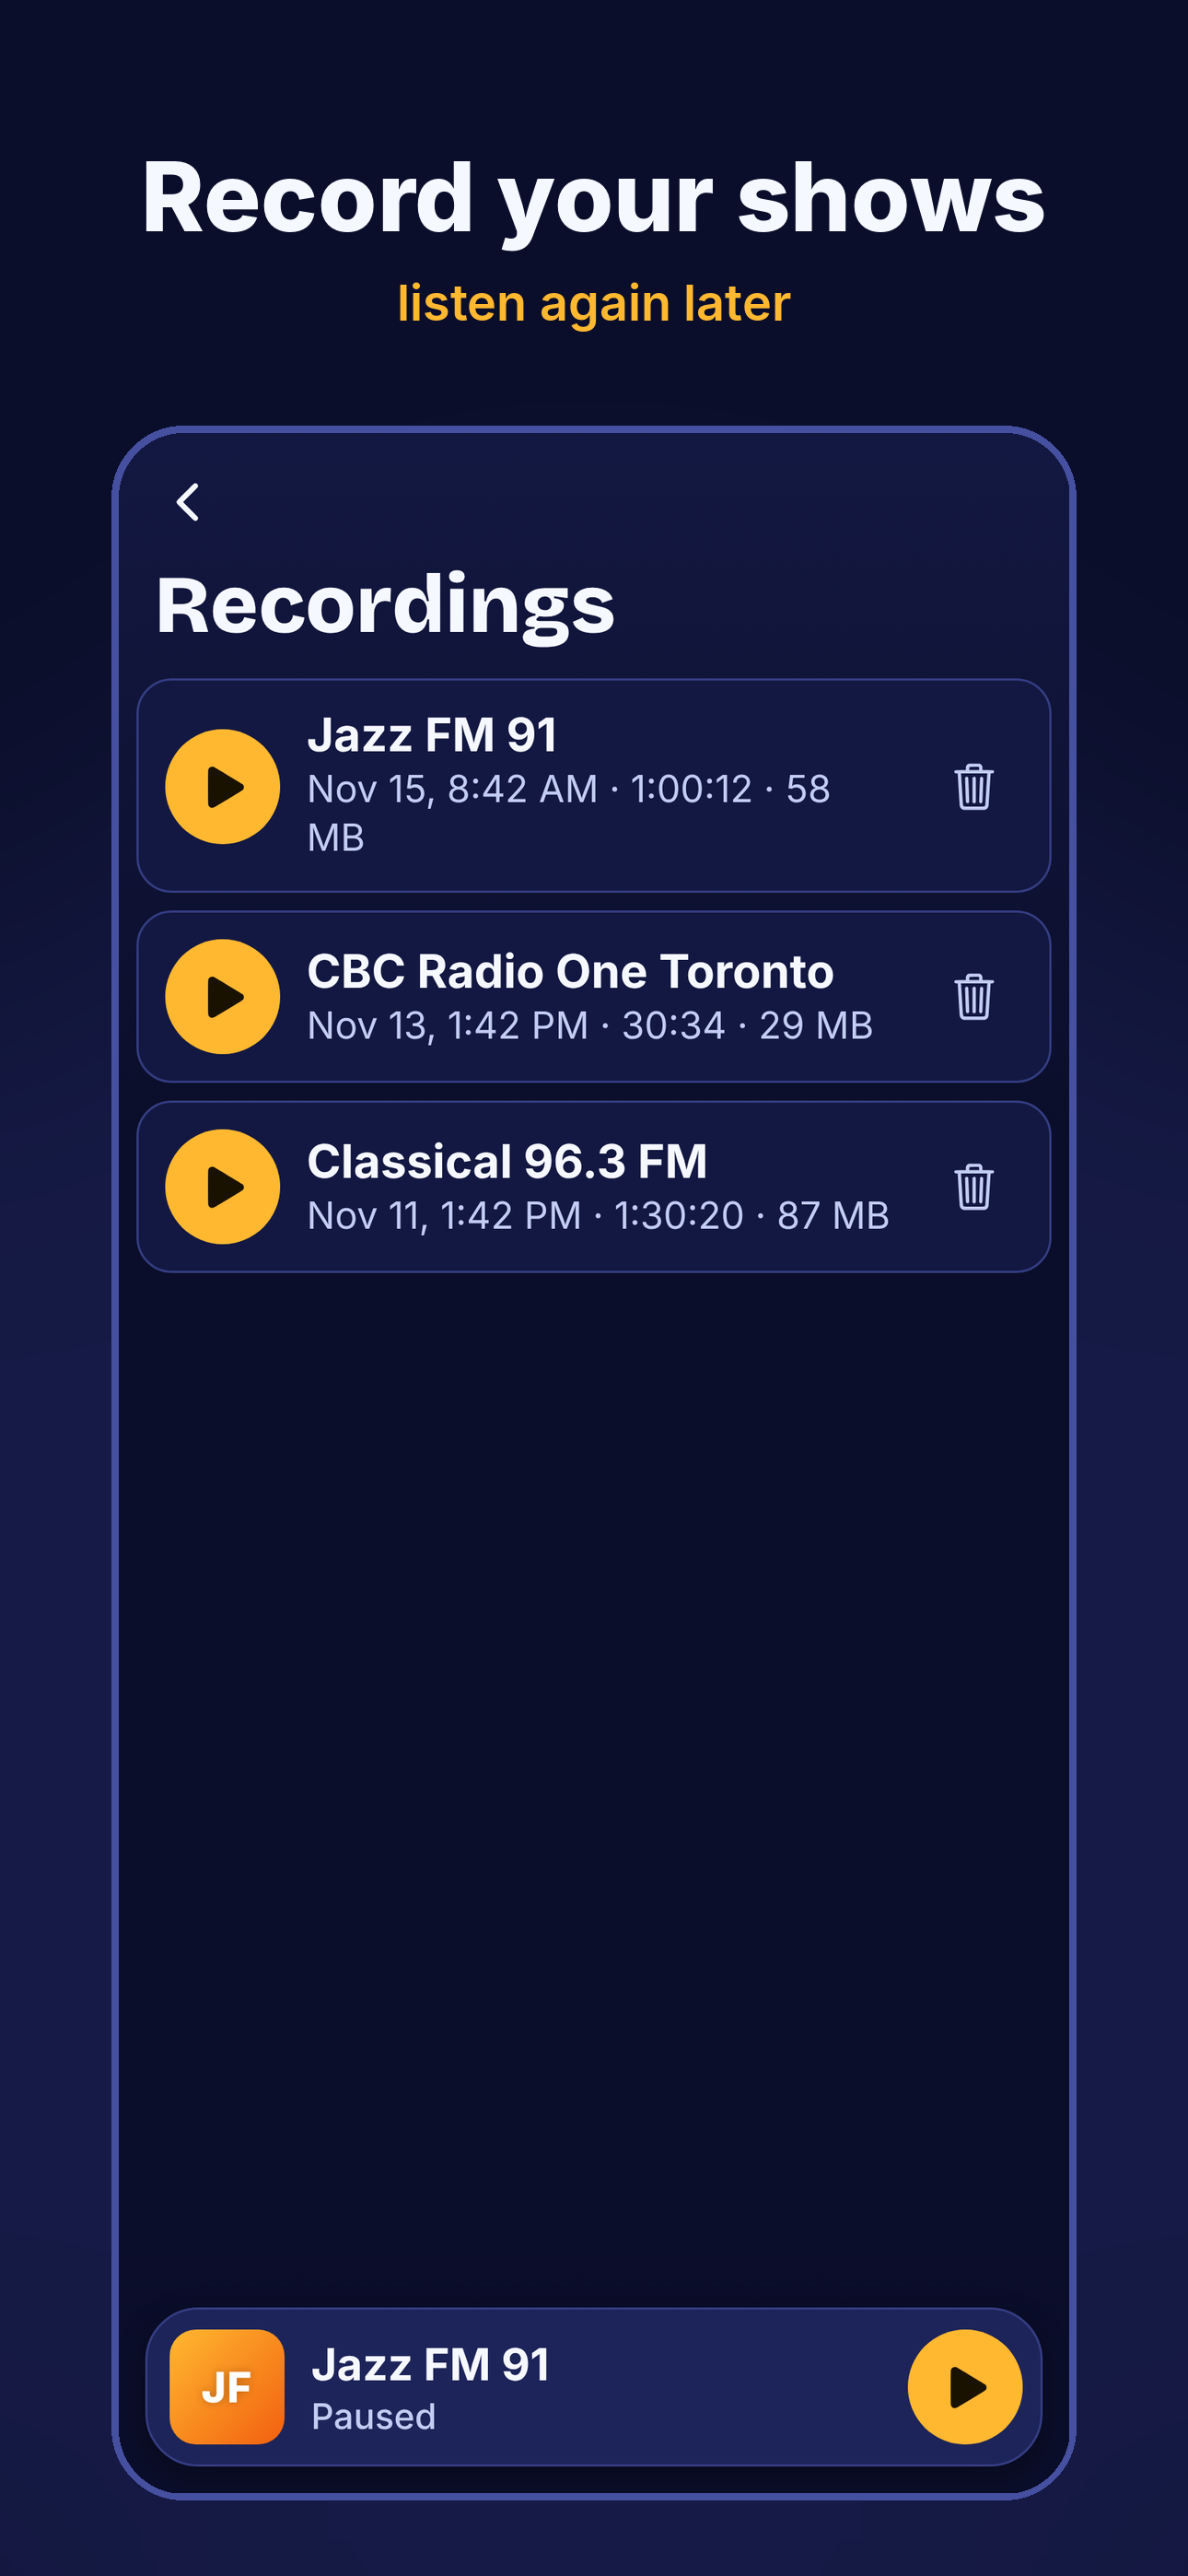 Record your shows
listen again later
Recordings
Jazz FM 91
Nov 15, 8:42 AM · 1:00:12 · 58
MB
CBC Radio One Toronto
Nov 13, 1:42 PM · 30:34 · 29 MB
Classical 96.3 FM
Nov 11, 1:42 PM · 1:30:20 · 87 MB
JF
Jazz FM 91
Paused